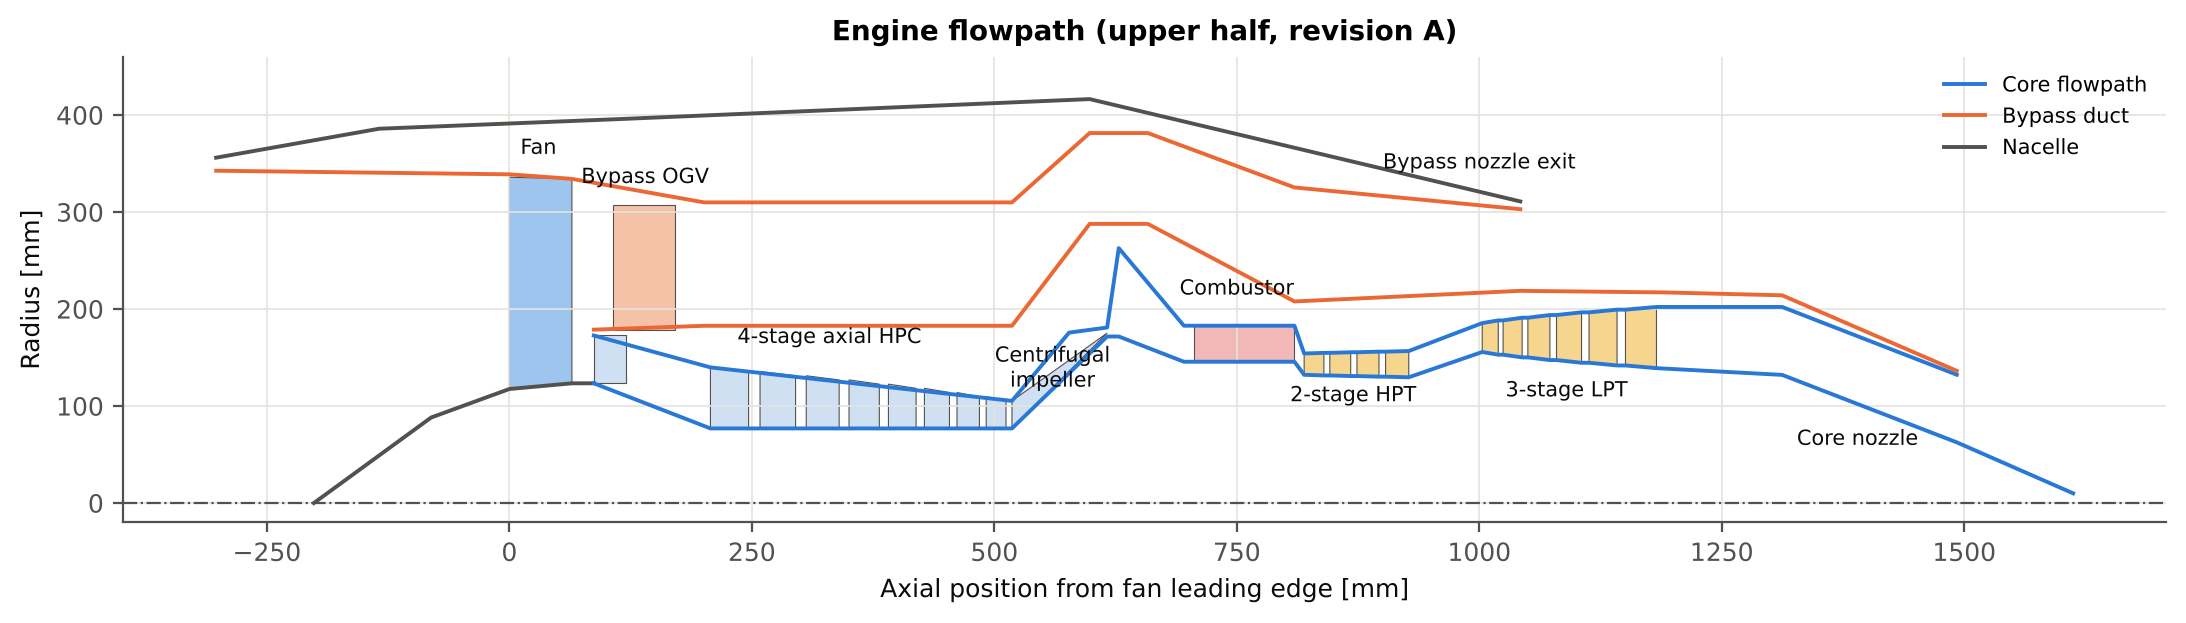 Engine flowpath (upper half, revision A)
Core flowpath
Bypass duct
Nacelle
Fan
Bypass OGV
Bypass nozzle exit
Combustor
4-stage axial HPC
Centrifugal
impeller
2-stage HPT
3-stage LPT
Core nozzle
Radius [mm]
400
300
200
100
0
−250
0
250
500
750
1000
1250
1500
Axial position from fan leading edge [mm]